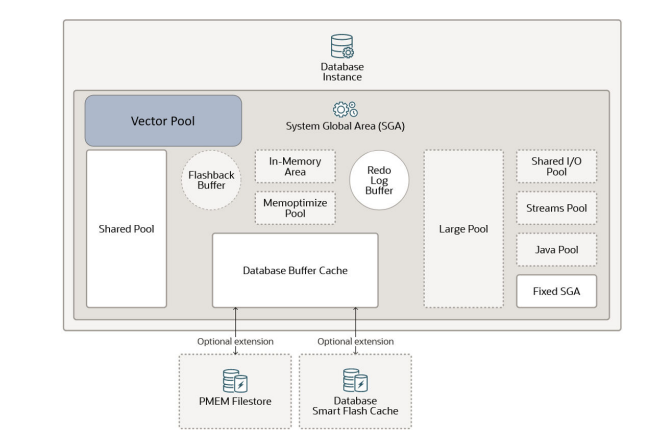 Database
Instance
Vector Pool
System Global Area (SGA)
Shared Pool
Flashback
Buffer
In-Memory
Area
Memoptimize
Pool
Redo
Log
Buffer
Database Buffer Cache
Large Pool
Shared I/O
Pool
Streams Pool
Java Pool
Fixed SGA
Optional extension
Optional extension
PMEM Filestore
Database
Smart Flash Cache